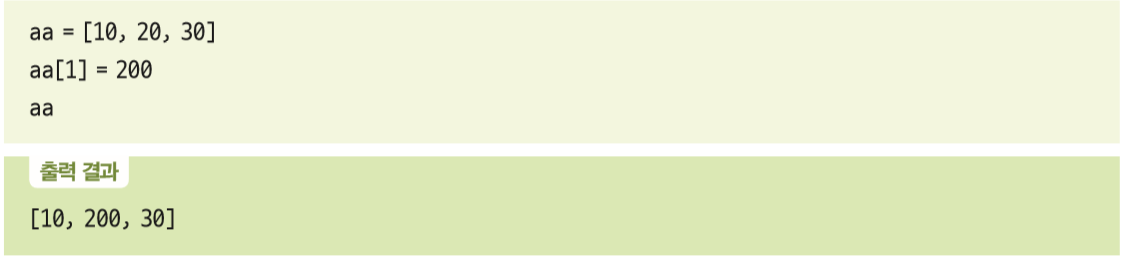 aa = [10, 20, 30]
aa[1] = 200
aa
출력 결과
[10, 200, 30]